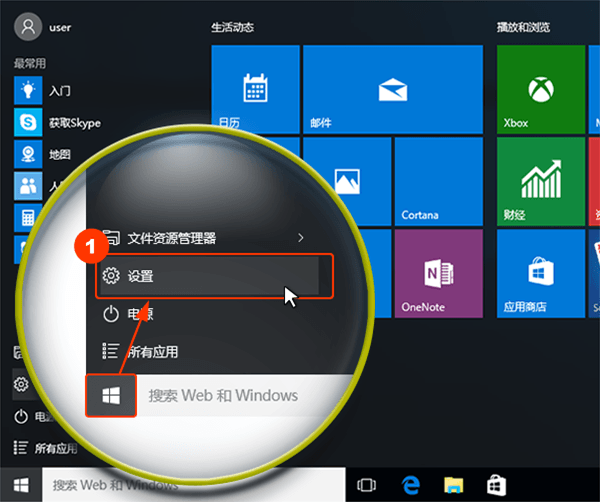 user
生活动态
播放和浏览
最常用
入门
获取Skype
地图
日历
邮件
Xbox
Cortana
财经
OneNote
应用商店
1
文件资源管理器
设置
电源
所有应用
搜索 Web 和 Windows
电源
所有应用
搜索 Web 和 Windows